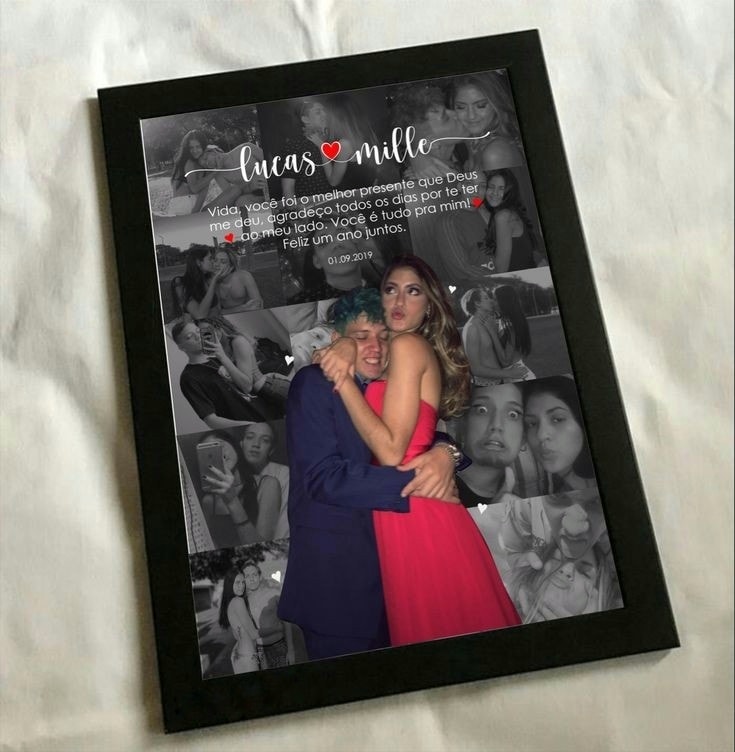 lucas mille
Vida, você foi o melhor presente que Deus
me deu, agradeço todos os dias por te ter
ao meu lado. Você é tudo pra mim!
Feliz um ano juntos.
01.09.2019